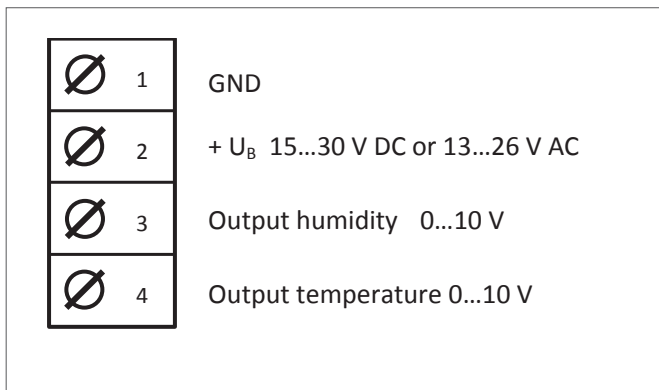 1 GND
2 + U_B 15...30 V DC or 13...26 V AC
3 Output humidity 0...10 V
4 Output temperature 0...10 V